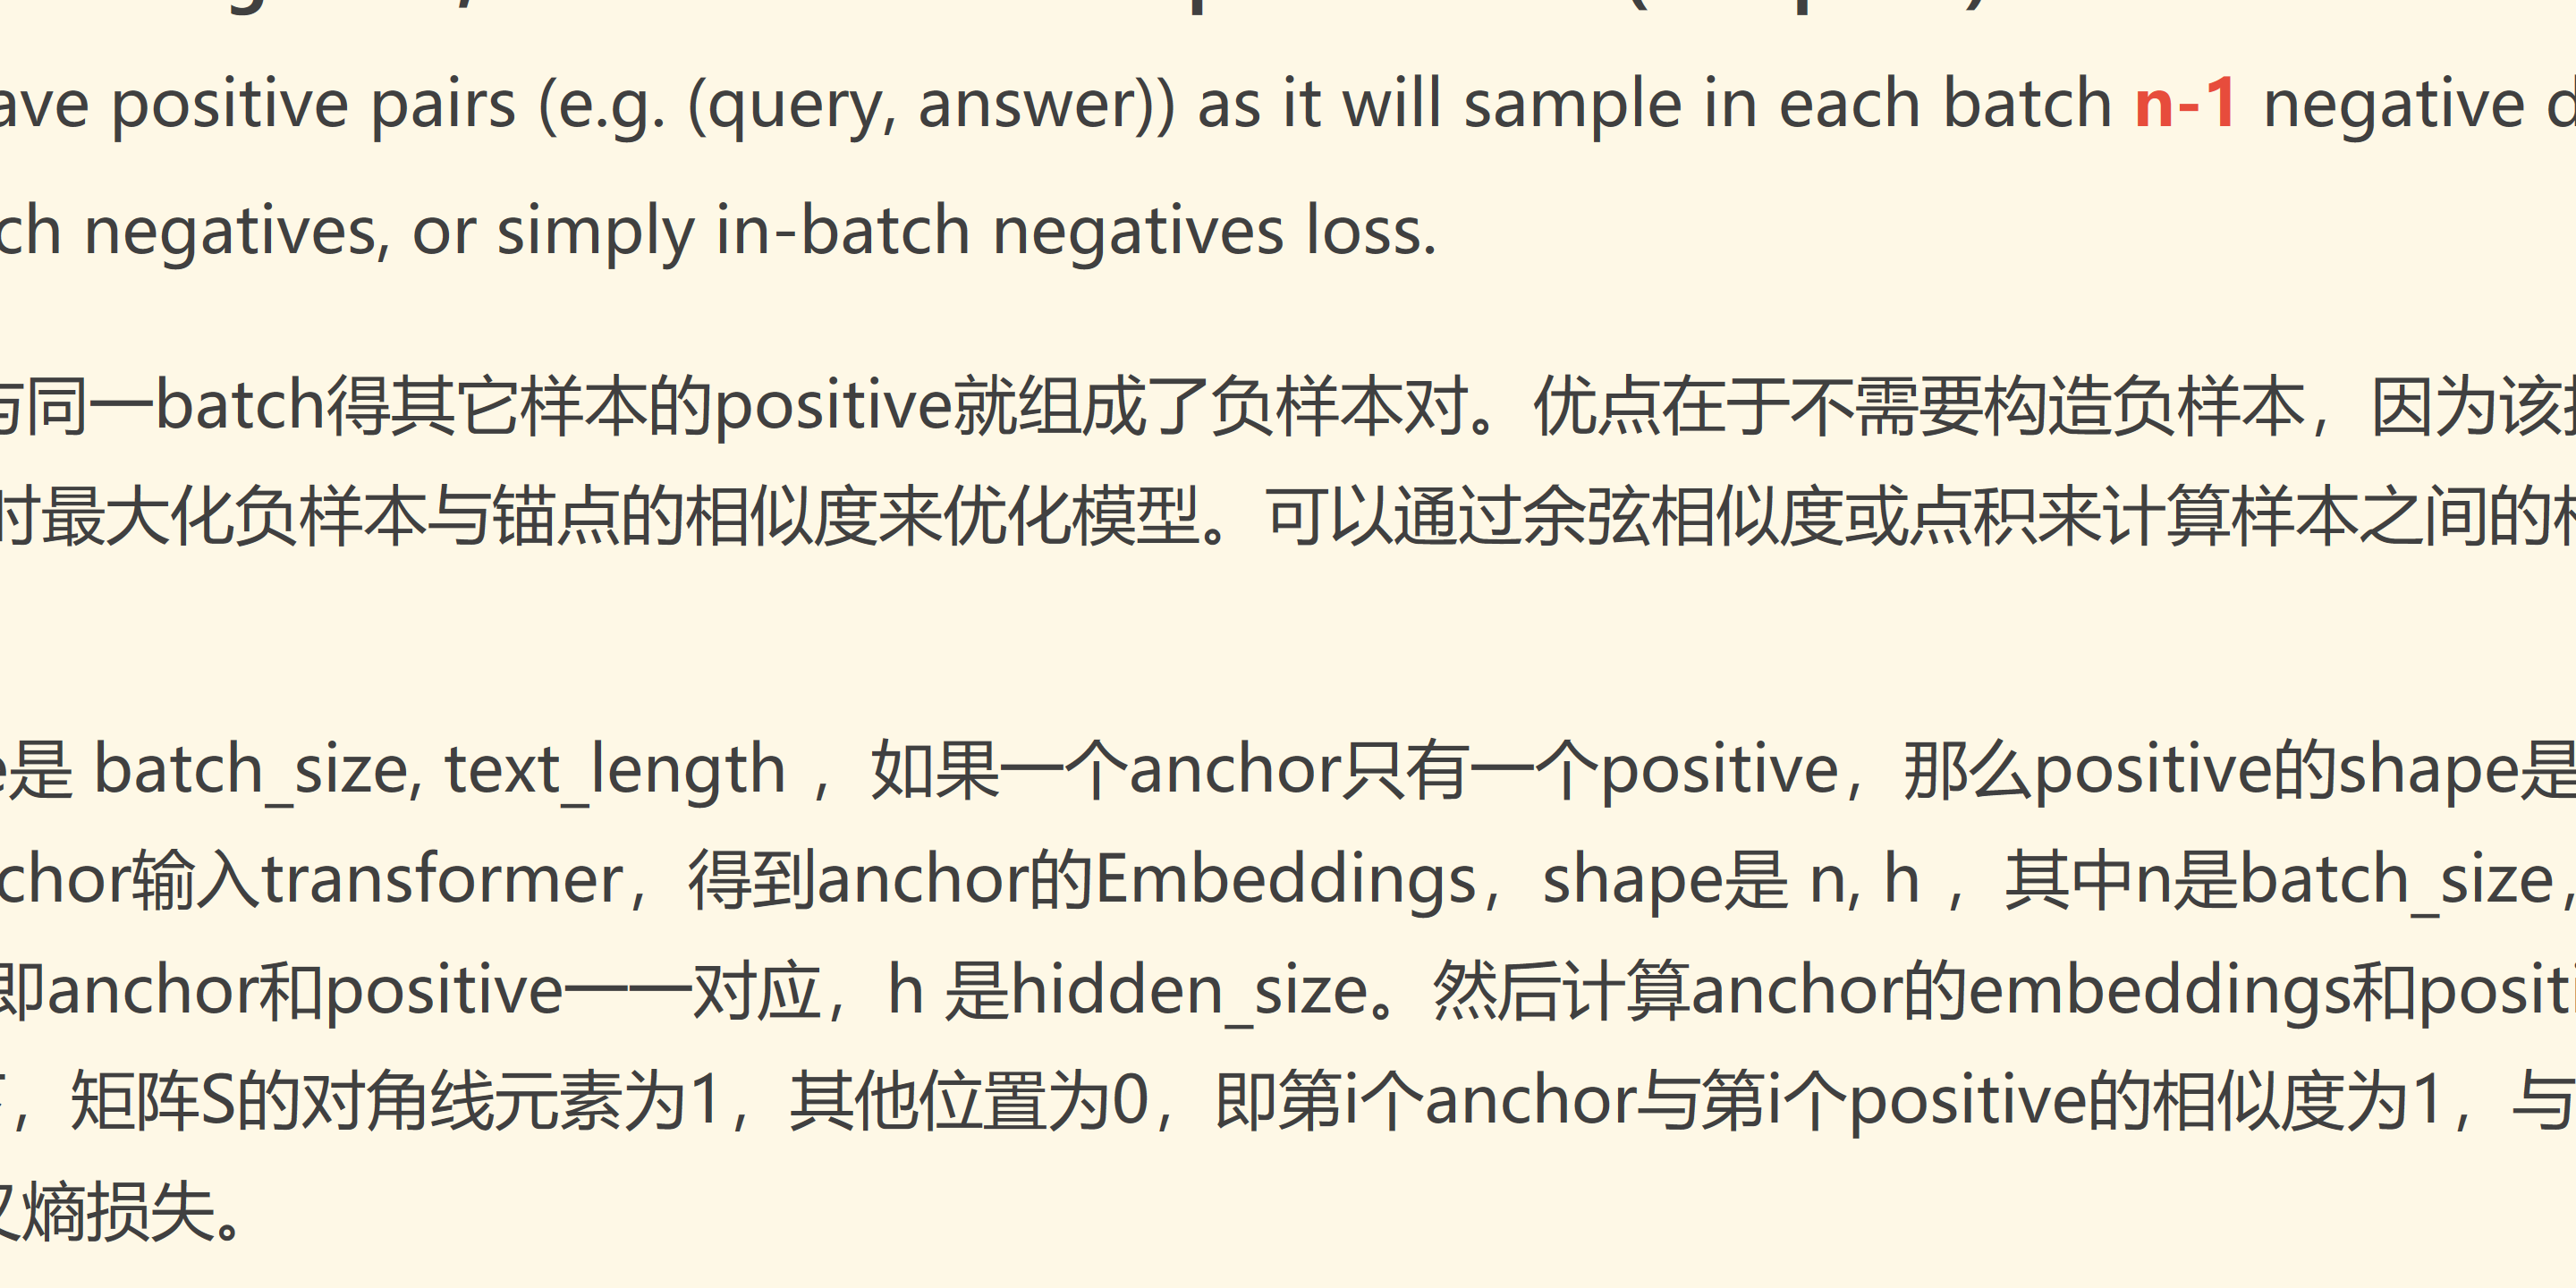 ave positive pairs (e.g. (query, answer)) as it will sample in each batch n-1 negative
ch negatives, or simply in-batch negatives loss.
与同一batch得其它样本的positive就组成了负样本对。优点在于不需要构造负样本，因为该
时最大化负样本与锚点的相似度来优化模型。可以通过余弦相似度或点积来计算样本之间的相
e是 batch_size, text_length ，如果一个anchor只有一个positive，那么positive的shape是
chor输入transformer，得到anchor的Embeddings，shape是 n, h ，其中n是batch_size，
即anchor和positive一一对应，h 是hidden_size。然后计算anchor的embeddings和positi
，矩阵S的对角线元素为1，其他位置为0，即第i个anchor与第i个positive的相似度为1，与
叉熵损失。